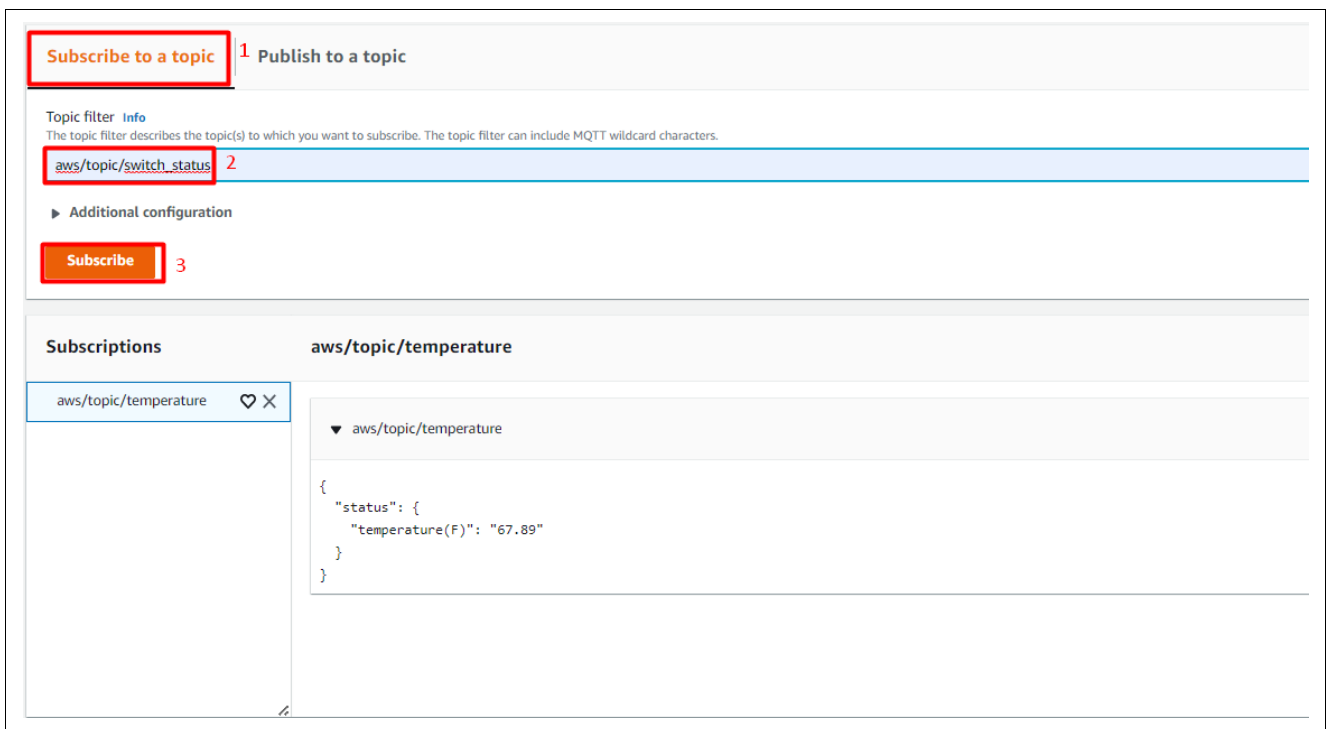 Subscribe to a topic 1 Publish to a topic
Topic filter Info
The topic filter describes the topic(s) to which you want to subscribe. The topic filter can include MQTT wildcard characters.
aws/topic/switch_status 2
Additional configuration
Subscribe 3
Subscriptions
aws/topic/temperature
aws/topic/temperature
aws/topic/temperature
{
"status": {
"temperature(F)": "67.89"
}
}